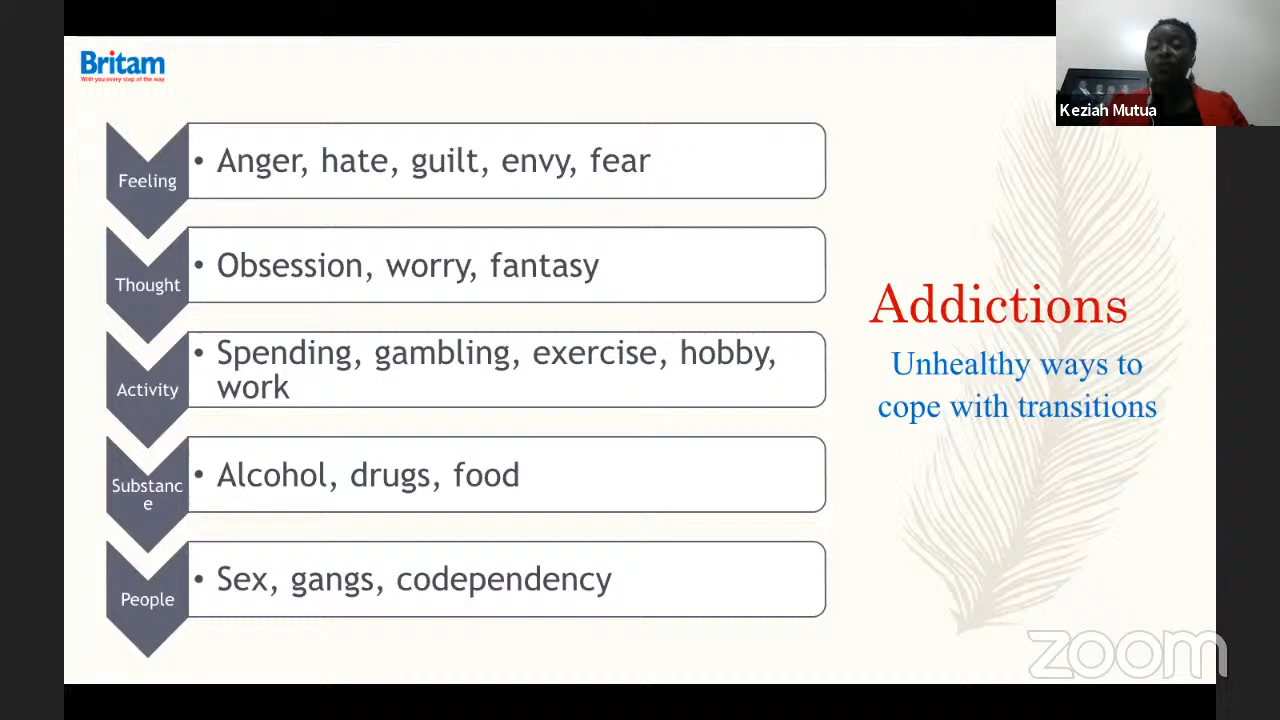 Britam
With you every step of the way
Keziah Mutua
Feeling
• Anger, hate, guilt, envy, fear
Thought
• Obsession, worry, fantasy
Activity
• Spending, gambling, exercise, hobby,
work
Substanc
e
• Alcohol, drugs, food
People
• Sex, gangs, codependency
Addictions
Unhealthy ways to
cope with transitions
zoom